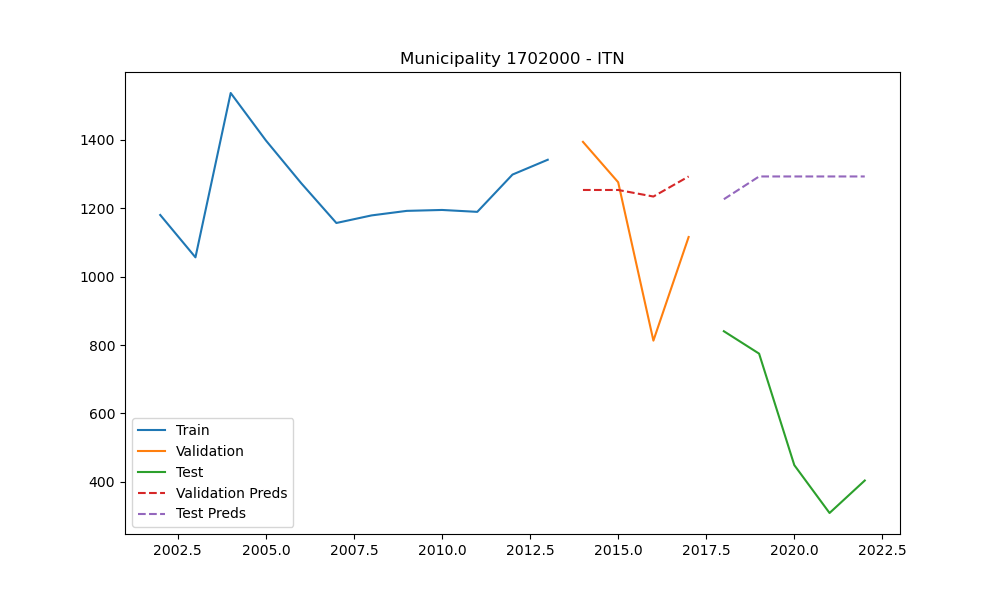 Municipality 1702000 - ITN
1400
1200
1000
800
600
400
Train
Validation
Test
Validation Preds
Test Preds
2002.5 2005.0 2007.5 2010.0 2012.5 2015.0 2017.5 2020.0 2022.5